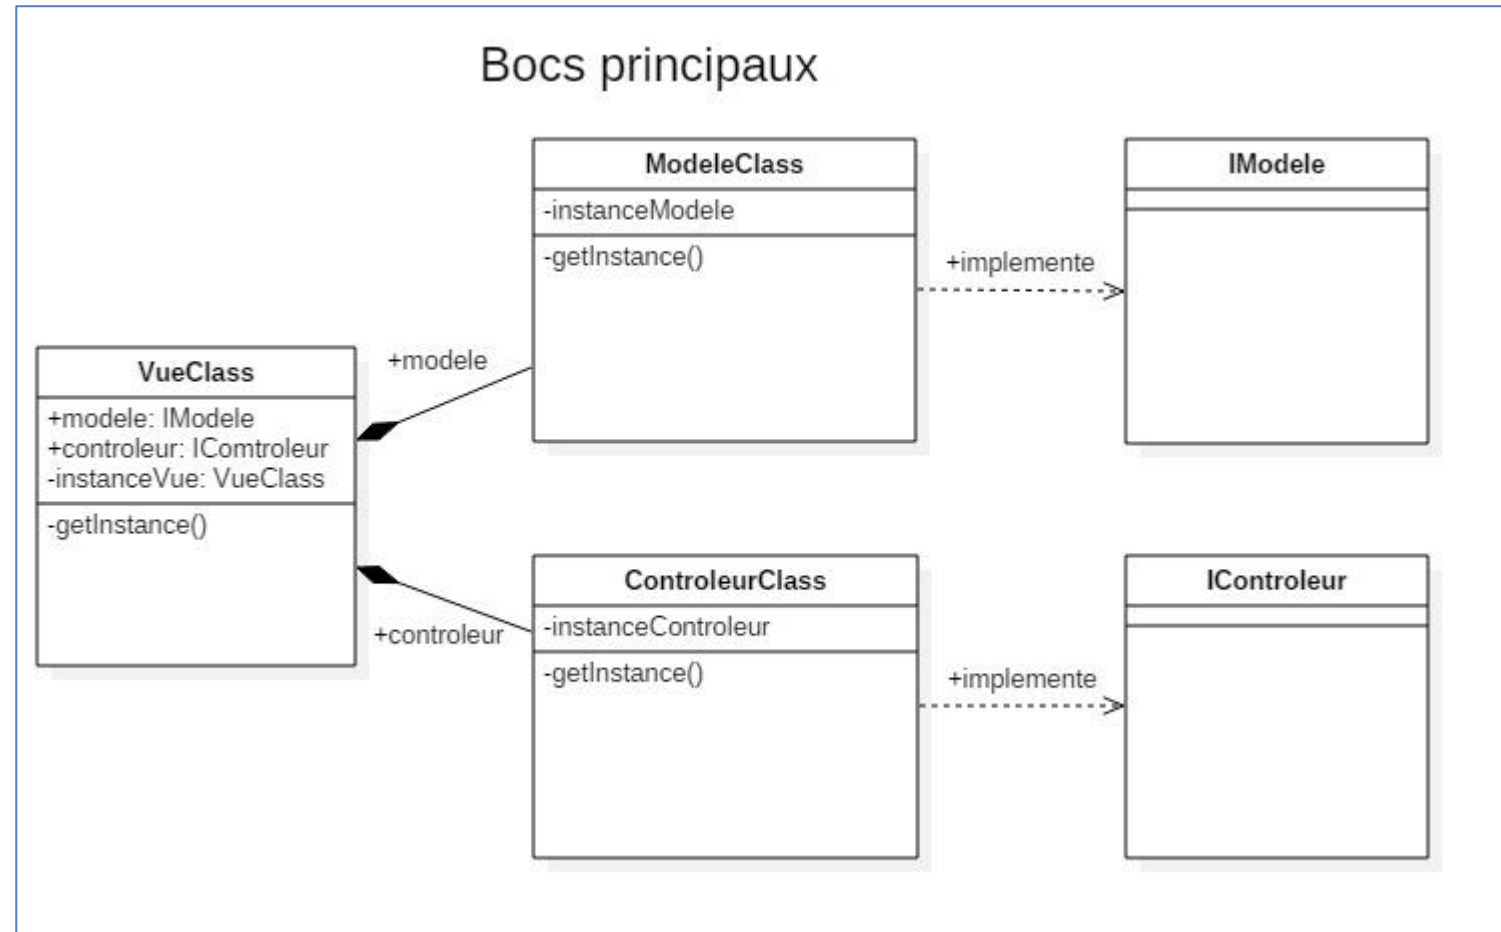 Bocs principaux
ModeleClass
-instanceModele
-getInstance()
+implemente
IModele
+modele
VueClass
+modele: IModele
+controleur: IComtroleur
-instanceVue: VueClass
-getInstance()
+controleur
ControleurClass
-instanceControleur
-getInstance()
+implemente
IControleur